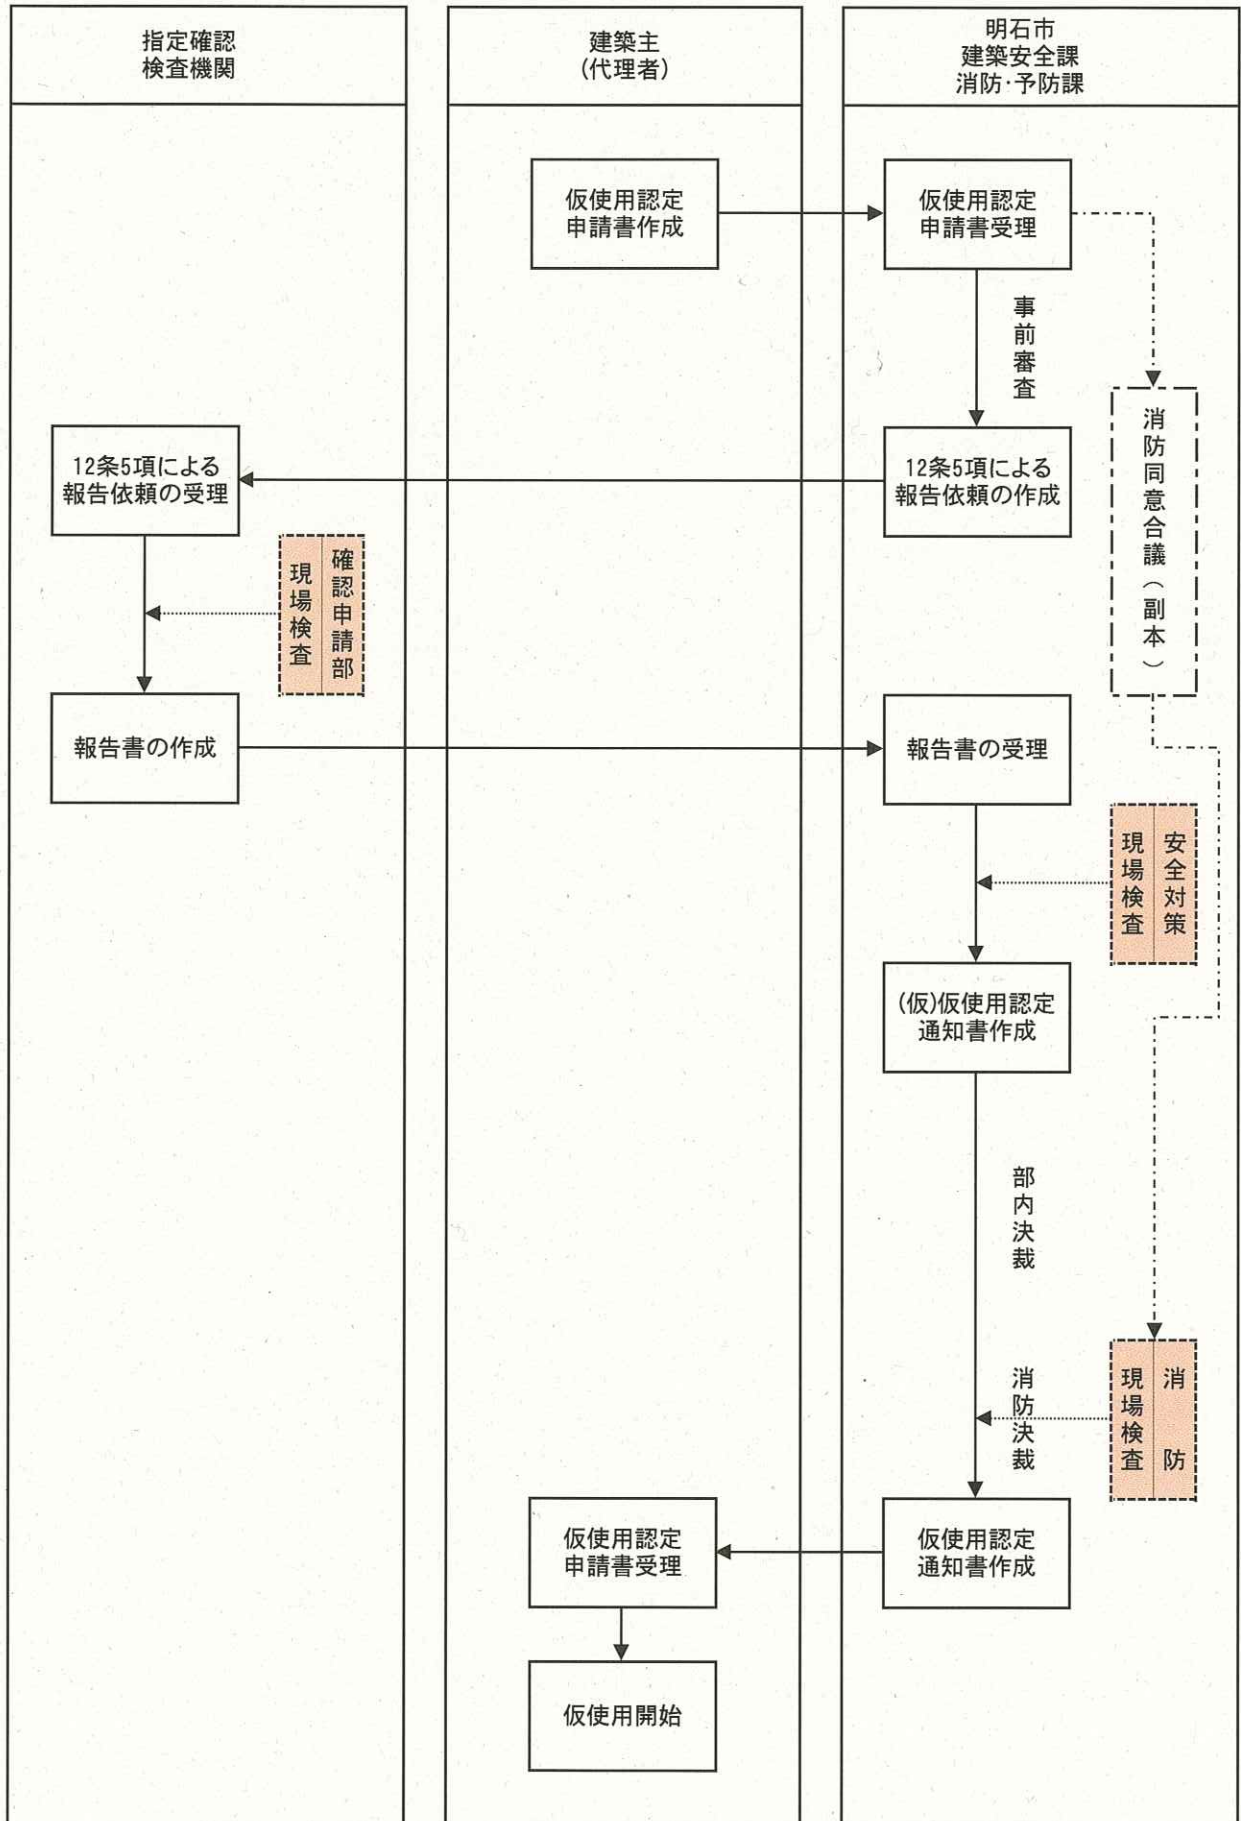 指定確認
検査機関
建築主
(代理者)
明石市
建築安全課
消防・予防課
仮使用認定
申請書作成
仮使用認定
申請書受理
事前審査
消防同意合議(副本)
12条5項による
報告依頼の受理
12条5項による
報告依頼の作成
確認申請部
現場検査
報告書の作成
報告書の受理
安全対策
現場検査
(仮)仮使用認定
通知書作成
部内決裁
消防決裁
消防
現場検査
仮使用認定
申請書受理
仮使用認定
通知書作成
仮使用開始